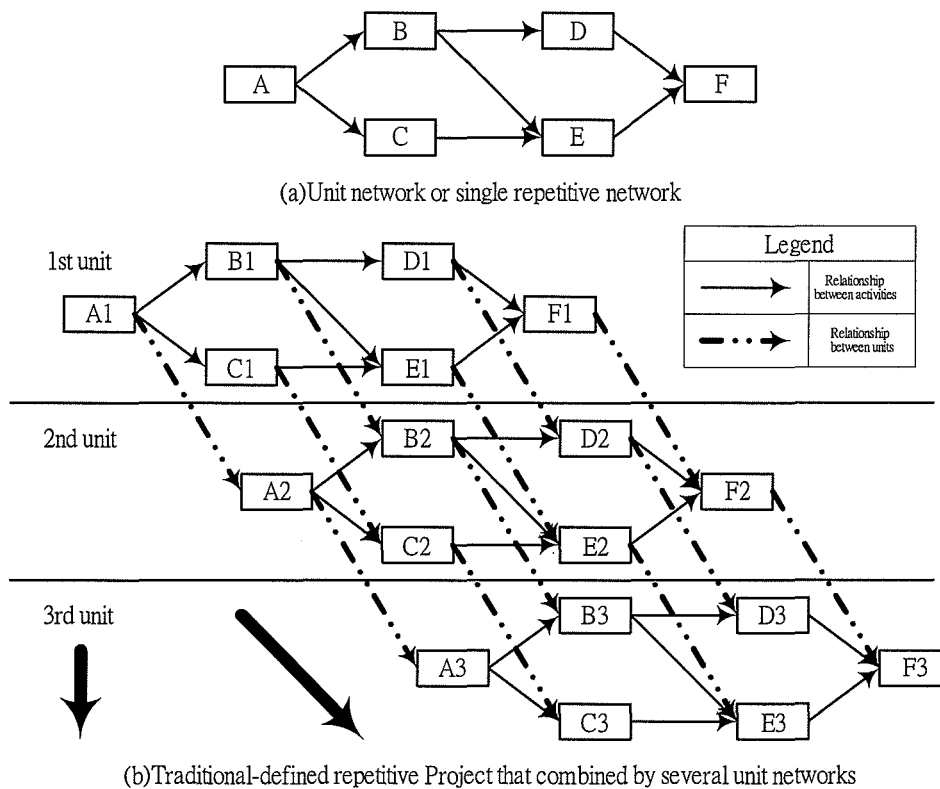 B
D
A
F
C
E
(a)Unit network or single repetitive network
1st unit
B1
D1
A1
F1
C1
E1
Legend
Relationship
between activities
Relationship
between units
2nd unit
B2
D2
A2
F2
C2
E2
3rd unit
B3
D3
A3
F3
C3
E3
(b)Traditional-defined repetitive Project that combined by several unit networks